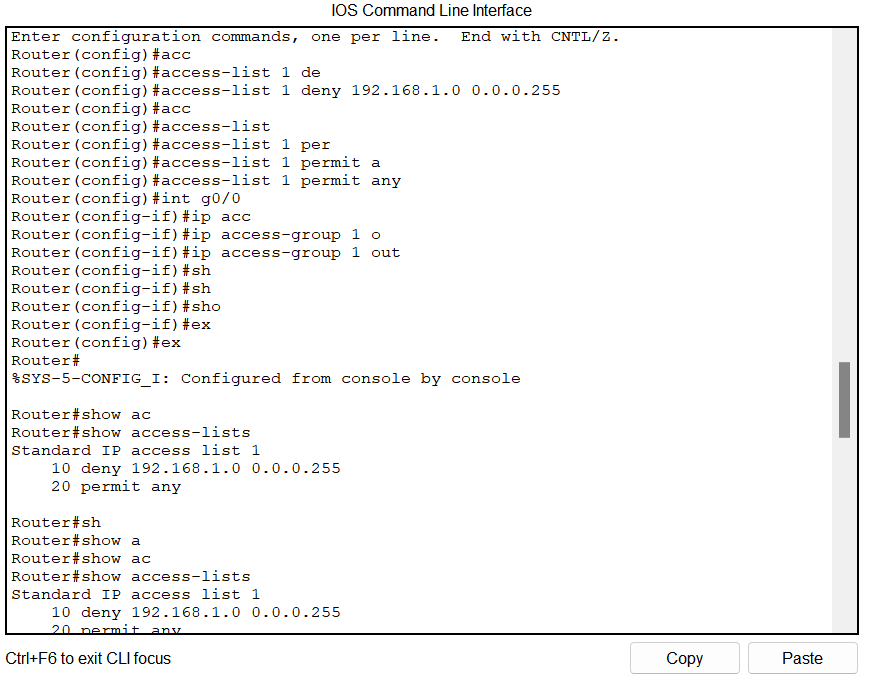 IOS Command Line Interface
Enter configuration commands, one per line.  End with CNTL/Z.
Router(config)#acc
Router(config)#access-list 1 de
Router(config)#access-list 1 deny 192.168.1.0 0.0.0.255
Router(config)#acc
Router(config)#access-list
Router(config)#access-list 1 per
Router(config)#access-list 1 permit a
Router(config)#access-list 1 permit any
Router(config)#int g0/0
Router(config-if)#ip acc
Router(config-if)#ip access-group 1 o
Router(config-if)#ip access-group 1 out
Router(config-if)#sh
Router(config-if)#sh
Router(config-if)#sho
Router(config-if)#ex
Router(config)#ex
Router#
%SYS-5-CONFIG_I: Configured from console by console
Router#show ac
Router#show access-lists
Standard IP access list 1
    10 deny 192.168.1.0 0.0.0.255
    20 permit any
Router#sh
Router#show a
Router#show ac
Router#show access-lists
Standard IP access list 1
    10 deny 192.168.1.0 0.0.0.255
    20 permit any
Ctrl+F6 to exit CLI focus
Copy
Paste